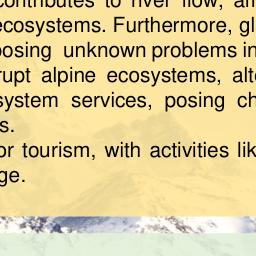 contributes to river flow, an
ecosystems. Furthermore, gl
posing unknown problems in
rupt alpine ecosystems, alt
system services, posing ch
s.
or tourism, with activities lik
ge.